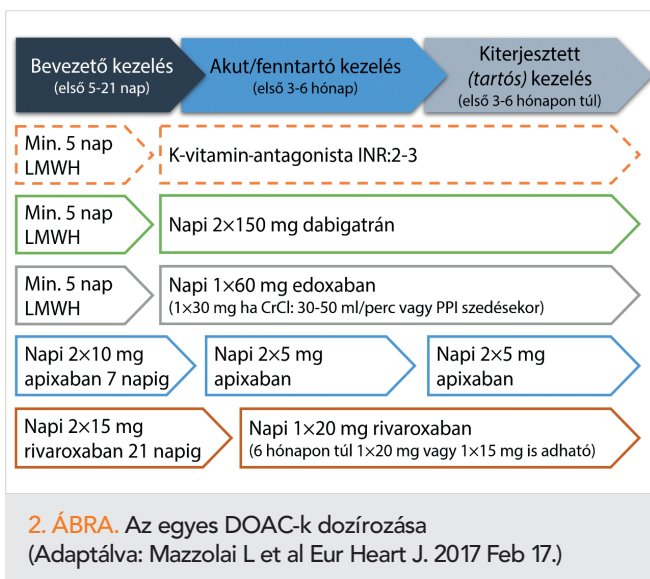 Bevezető kezelés
(első 5-21 nap)
Akut/fenntartó kezelés
(első 3-6 hónap)
Kiterjesztett
(tartós) kezelés
(első 3-6 hónapon túl)
Min. 5 nap
LMWH
K-vitamin-antagonista INR:2-3
Min. 5 nap
LMWH
Napi 2×150 mg dabigatrán
Min. 5 nap
LMWH
Napi 1×60 mg edoxaban
(1×30 mg ha CrCl: 30-50 ml/perc vagy PPI szedésekor)
Napi 2×10 mg
apixaban 7 napig
Napi 2×5 mg
apixaban
Napi 2×5 mg
apixaban
Napi 2×15 mg
rivaroxaban 21 napig
Napi 1×20 mg rivaroxaban
(6 hónapon túl 1×20 mg vagy 1×15 mg is adható)
2. ÁBRA. Az egyes DOAC-k dozírozása
(Adaptálva: Mazzolai L et al Eur Heart J. 2017 Feb 17.)